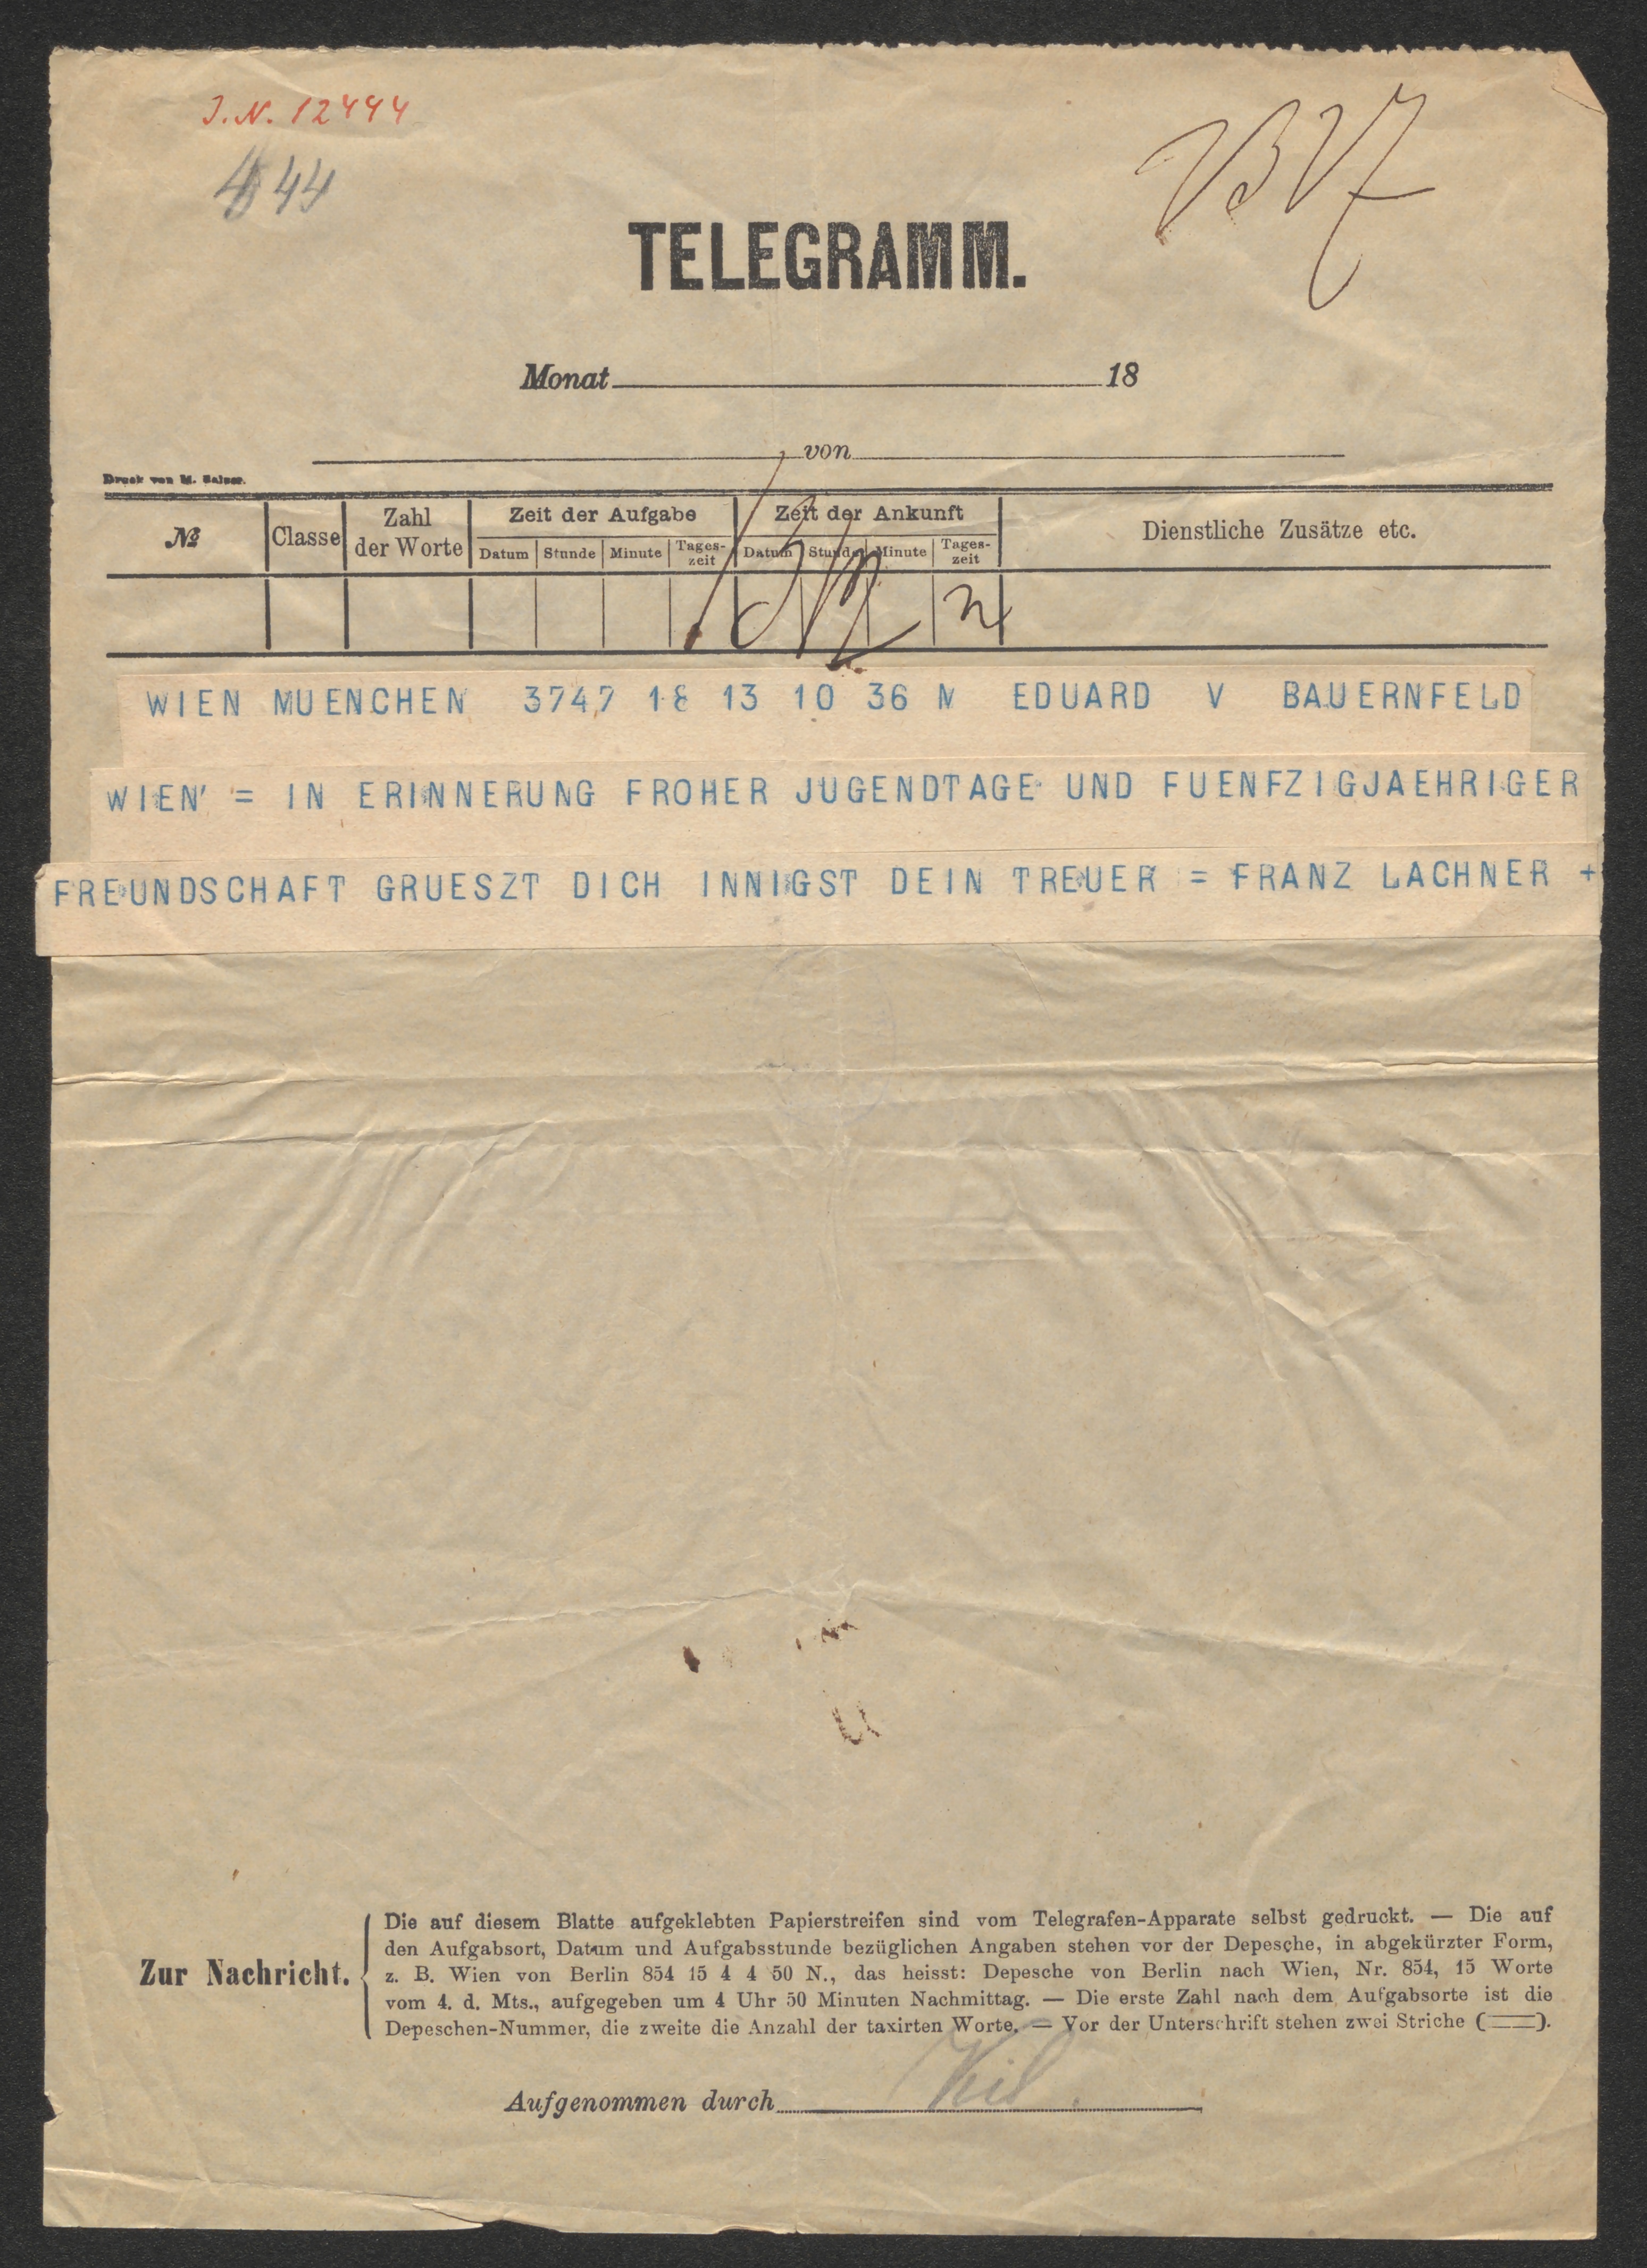 J.N. 12494
444
TELEGRAMM.
Monat 18
von
Druck von M. Salzer.
№ Classe Zahl der Worte Zeit der Aufgabe Zeit der Ankunft Dienstliche Zusätze etc.
Datum Stunde Minute Tages-zeit Datum Stunde Minute Tages-zeit
WIEN MUENCHEN 3747 18 13 10 36 M EDUARD V BAUERNFELD
WIEN' = IN ERINNERUNG FROHER JUGENDTAGE UND FUENFZIGJAEHRIGER
FREUNDSCHAFT GRUESZT DICH INNIGST DEIN TREUER = FRANZ LACHNER +
Zur Nachricht.
Die auf diesem Blatte aufgeklebten Papierstreifen sind vom Telegrafen-Apparate selbst gedruckt. — Die auf
den Aufgabsort, Datum und Aufgabsstunde bezüglichen Angaben stehen vor der Depesche, in abgekürzter Form,
z. B. Wien von Berlin 854 15 4 4 50 N., das heisst: Depesche von Berlin nach Wien, Nr. 854, 15 Worte
vom 4. d. Mts., aufgegeben um 4 Uhr 50 Minuten Nachmittag. — Die erste Zahl nach dem Aufgabsorte ist die
Depeschen-Nummer, die zweite die Anzahl der taxirten Worte. — Vor der Unterschrift stehen zwei Striche (==).
Aufgenommen durch